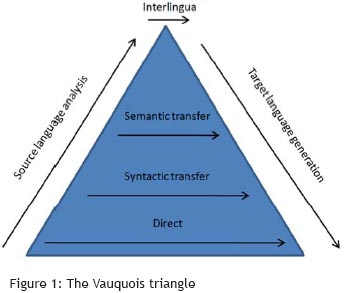 Interlingua
Source language analysis
Target language generation
Semantic transfer
Syntactic transfer
Direct
Figure 1: The Vauquois triangle